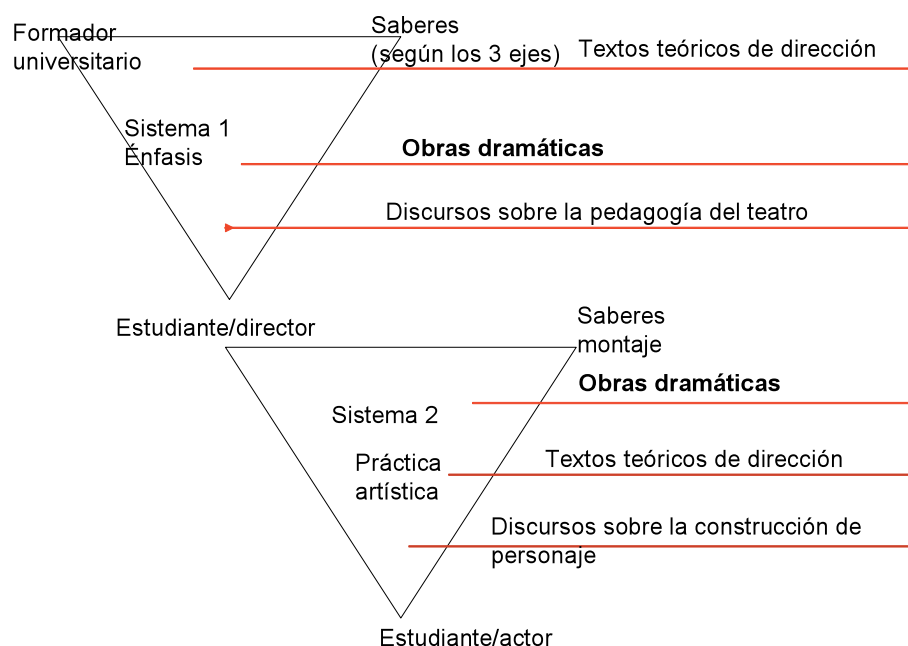 Formador
universitario
Saberes
(según los 3 ejes)
Textos teóricos de dirección
Sistema 1
Énfasis
Obras dramáticas
Discursos sobre la pedagogía del teatro
Estudiante/director
Saberes
montaje
Obras dramáticas
Sistema 2
Práctica
artística
Textos teóricos de dirección
Discursos sobre la construcción de
personaje
Estudiante/actor